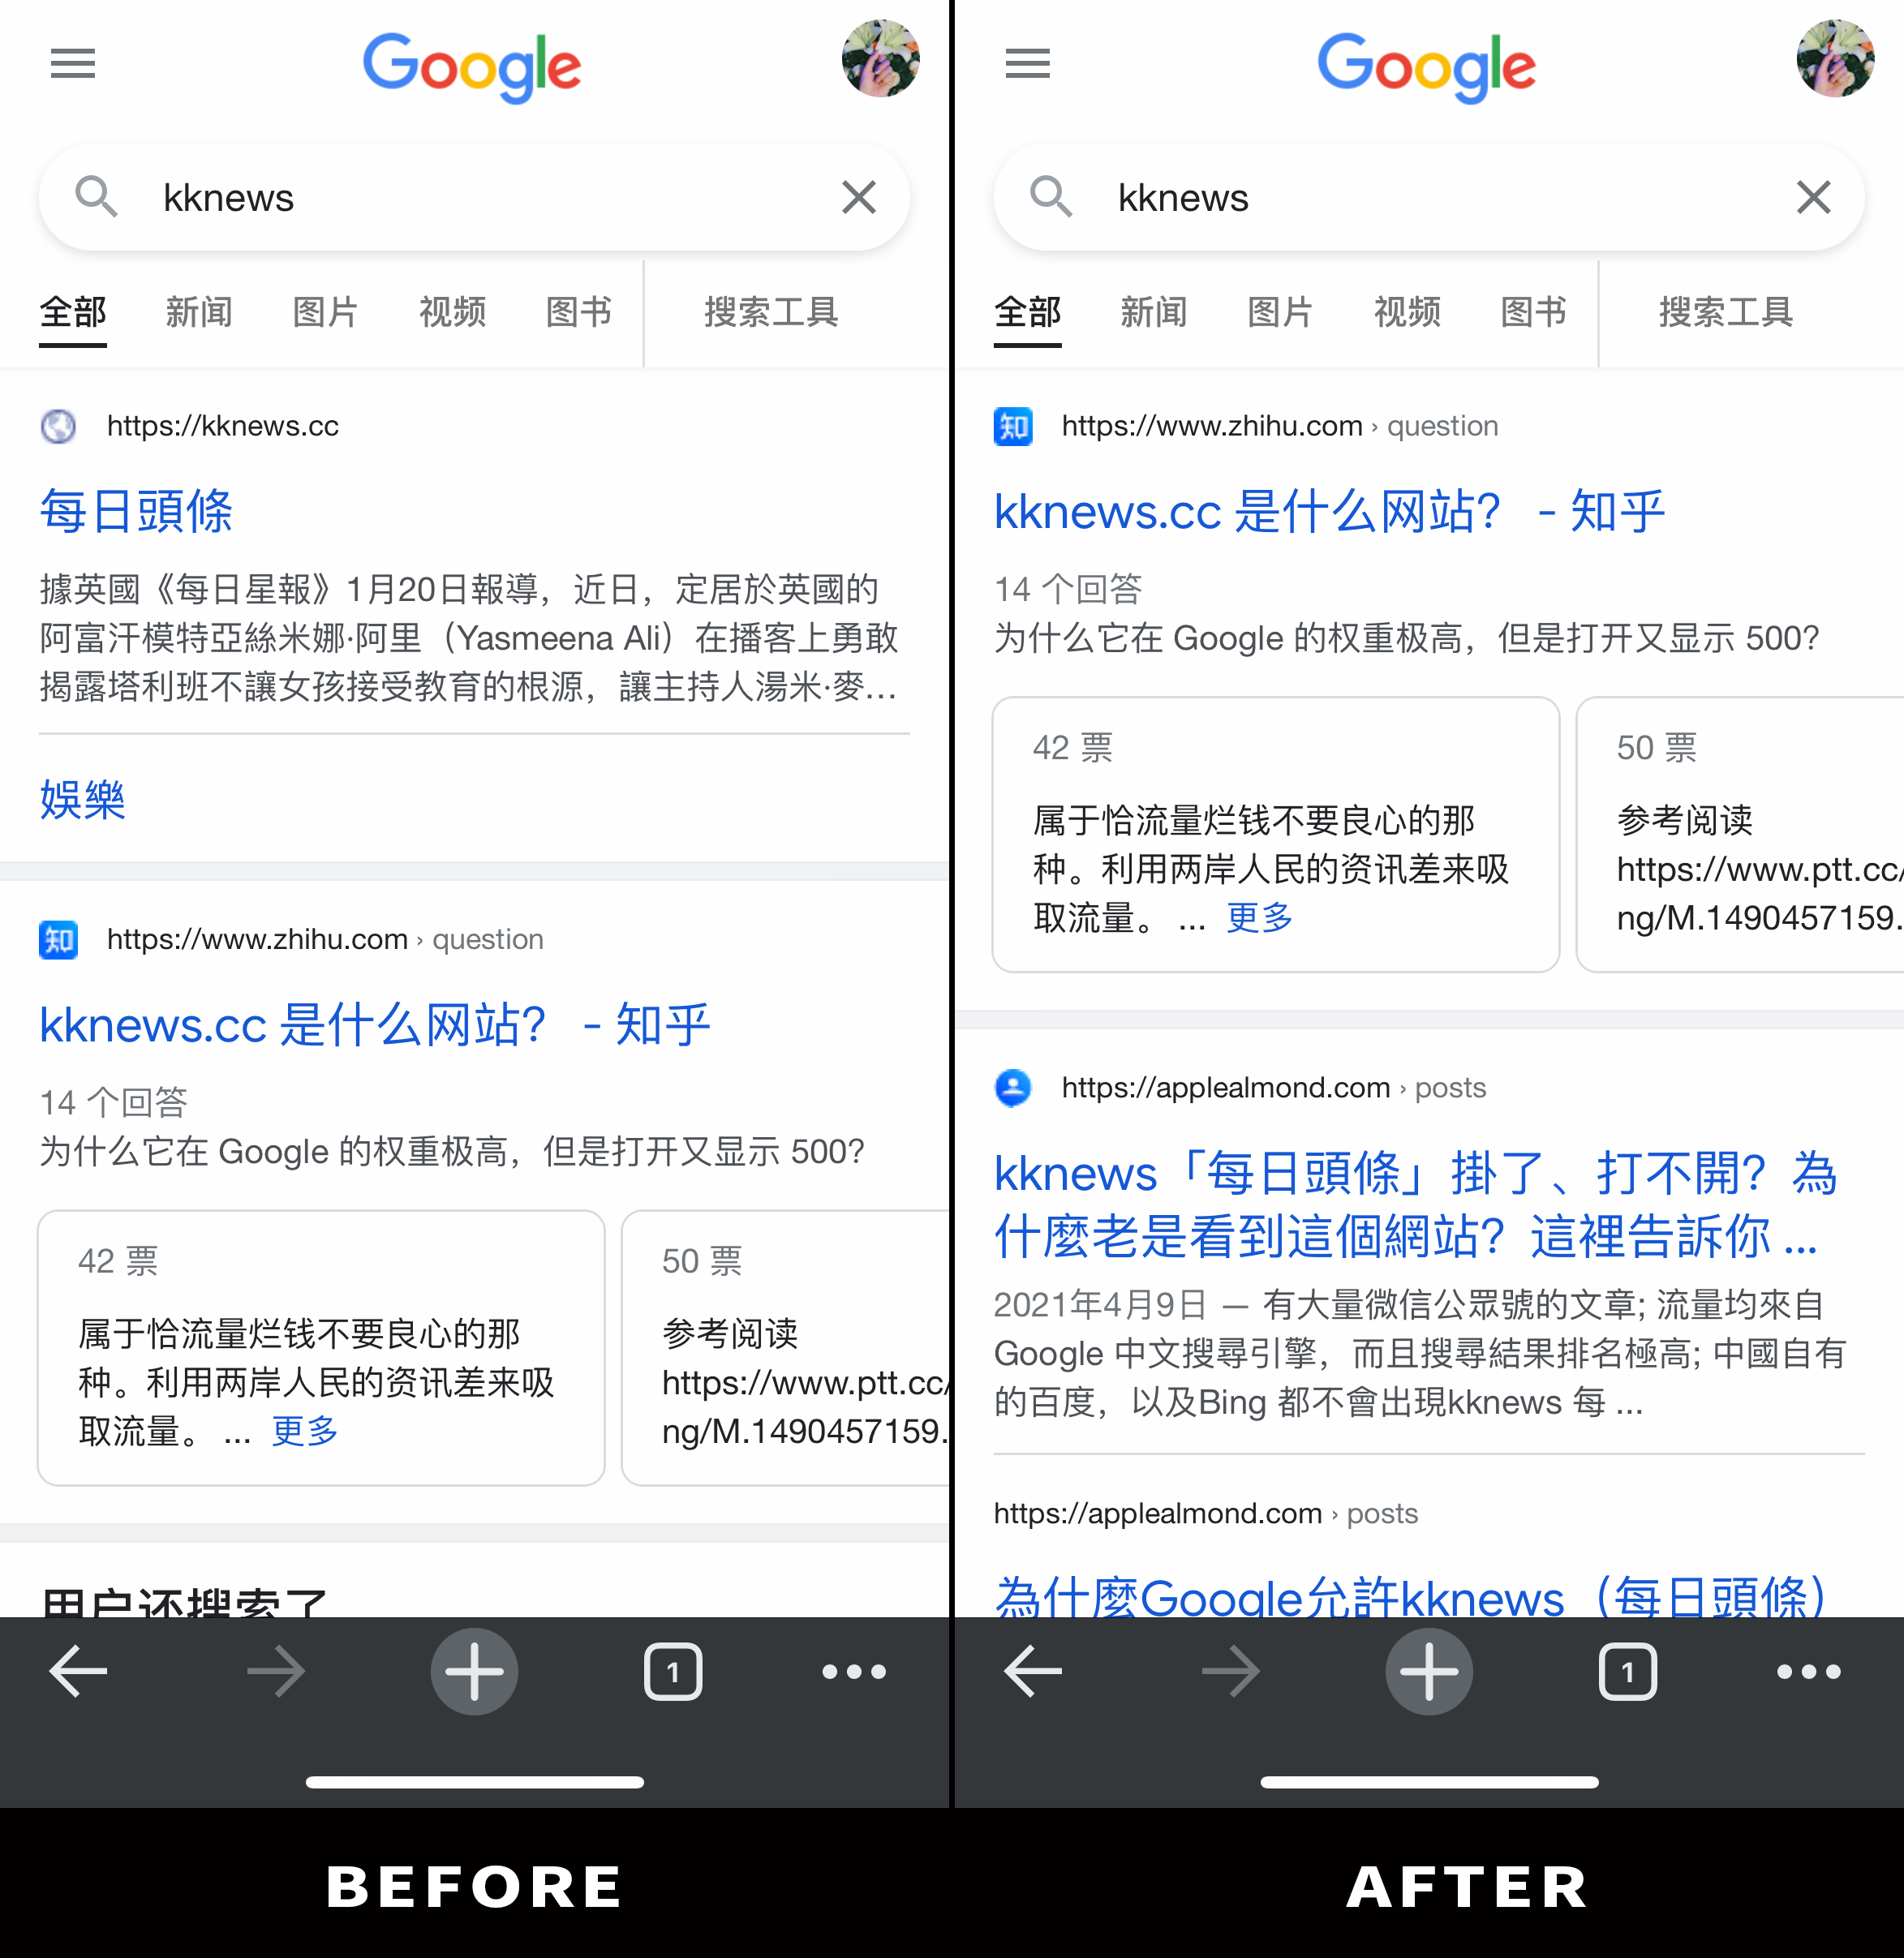 Google
kknews
全部 新闻 图片 视频 图书 搜索工具
https://kknews.cc
每日頭條
據英國《每日星報》1月20日報導，近日，定居於英國的
阿富汗模特亞絲米娜·阿里（Yasmeena Ali）在播客上勇敢
揭露塔利班不讓女孩接受教育的根源，讓主持人湯米·麥...
娛樂
知 https://www.zhihu.com › question
kknews.cc 是什么网站？ - 知乎
14 个回答
为什么它在 Google 的权重极高，但是打开又显示 500？
42 票
属于恰流量烂钱不要良心的那
种。利用两岸人民的资讯差来吸
取流量。 ... 更多
50 票
参考阅读
https://www.ptt.cc/
ng/M.1490457159.
用户还搜索了
1
BEFORE
Google
kknews
全部 新闻 图片 视频 图书 搜索工具
知 https://www.zhihu.com › question
kknews.cc 是什么网站？ - 知乎
14 个回答
为什么它在 Google 的权重极高，但是打开又显示 500？
42 票
属于恰流量烂钱不要良心的那
种。利用两岸人民的资讯差来吸
取流量。 ... 更多
50 票
参考阅读
https://www.ptt.cc/
ng/M.1490457159.
https://applealmond.com › posts
kknews「每日頭條」掛了、打不開？為
什麼老是看到這個網站？這裡告訴你 ...
2021年4月9日 — 有大量微信公眾號的文章; 流量均來自
Google 中文搜尋引擎，而且搜尋結果排名極高; 中國自有
的百度，以及Bing 都不會出現kknews 每 ...
https://applealmond.com › posts
為什麼Google允許kknews（每日頭條）
1
AFTER